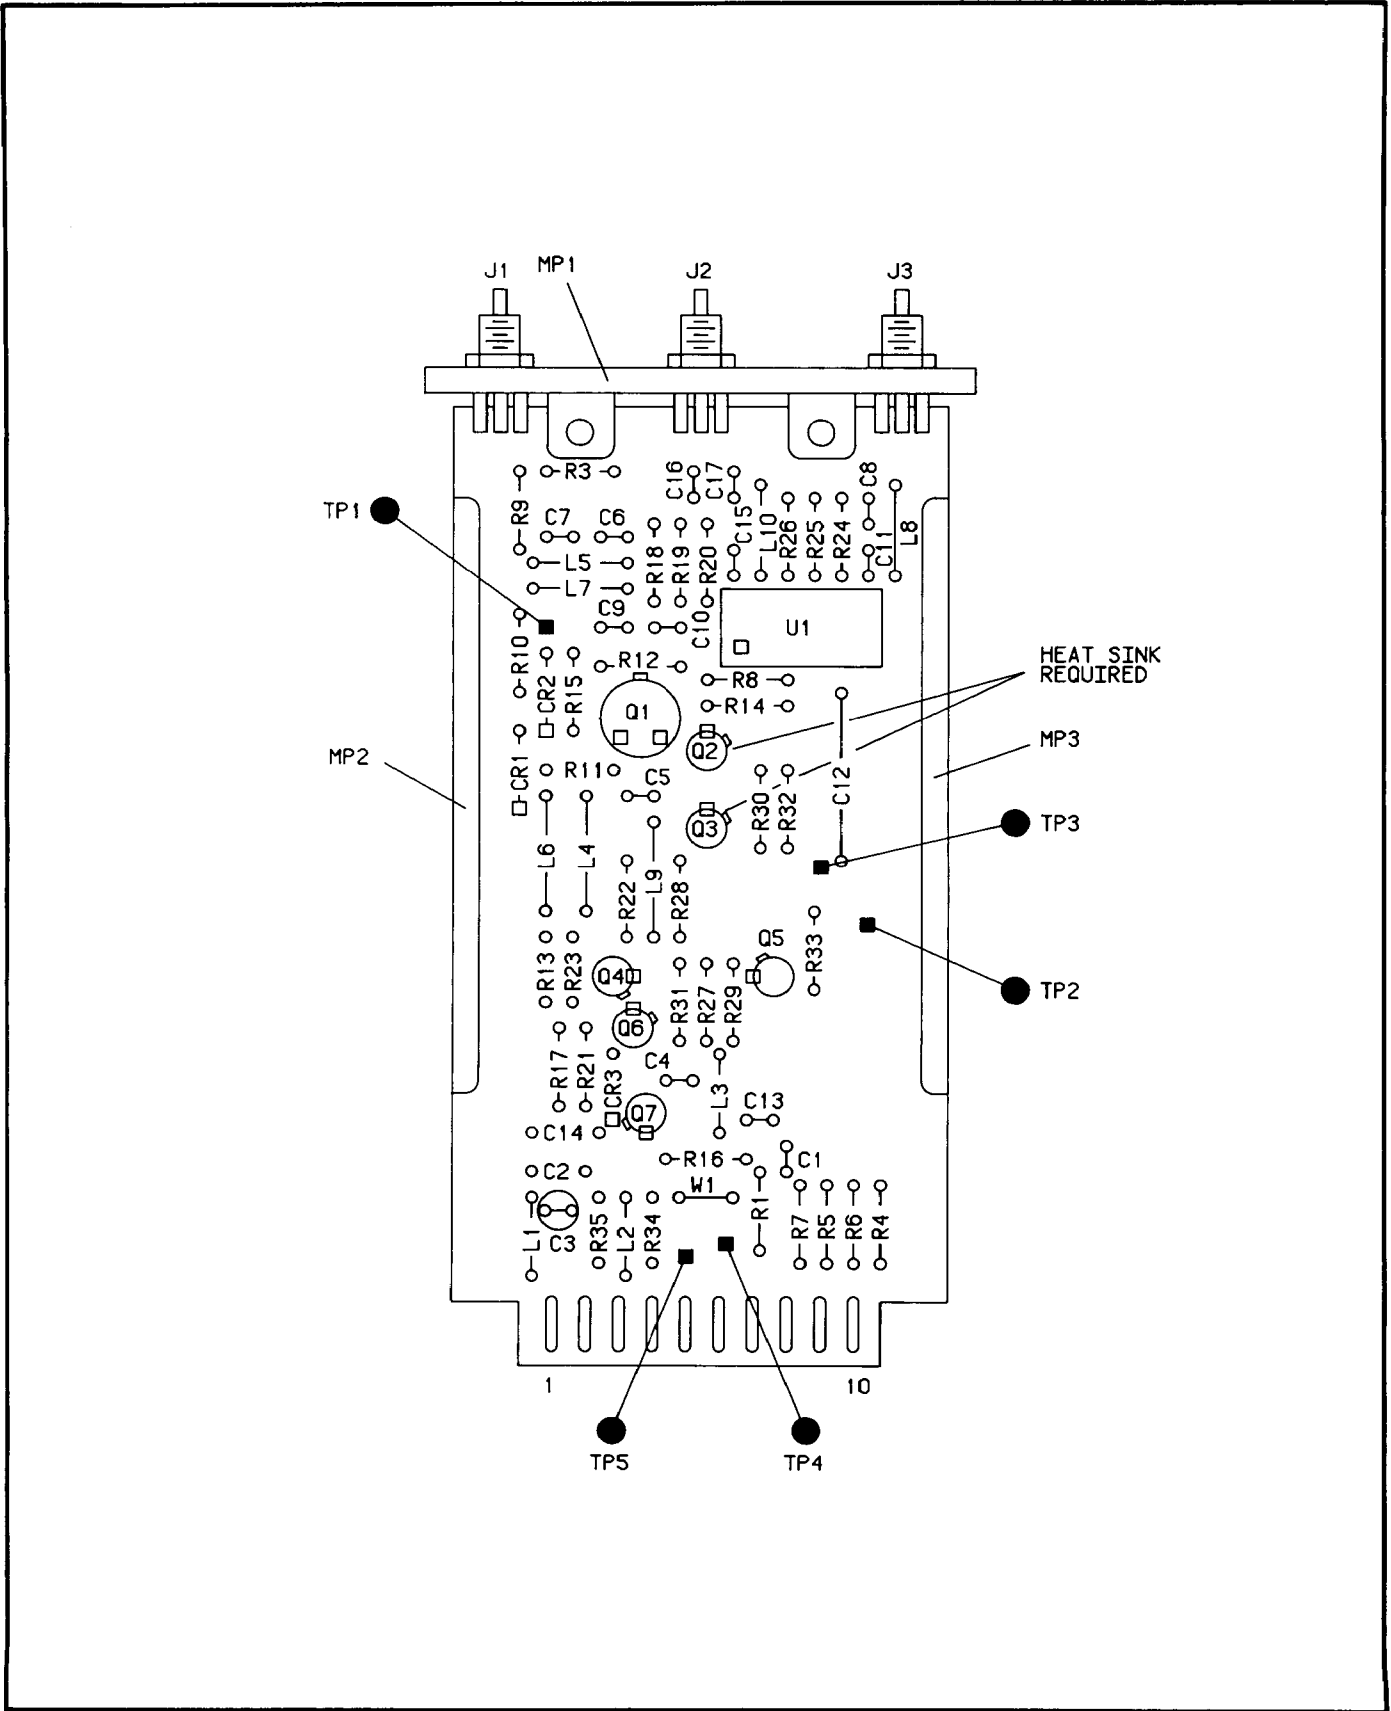 J1 MP1 J2 J3
R3 C16 C17 C8
TP1 R9 C7 C6 C15 L10 R26 R25 R24 C11 L8
L5 R18 R19 R20
L7
C9 C10 U1
R10 R12
CR2 R15 R8
HEAT SINK
REQUIRED
Q1 R14
MP2 Q2 MP3
CR1 R11 C5 C12
Q3 R30 R32 TP3
L6 L4 R22 L9 R28
Q5 R33
R13 R23 Q4 R31 R27 R29 TP2
Q6
R17 R21 CR3 C4 L3
Q7 C13
C14
C2 R16 C1
W1 R1
L1 C3 R35 L2 R34 R7 R5 R6 R4
1 10
TP5 TP4